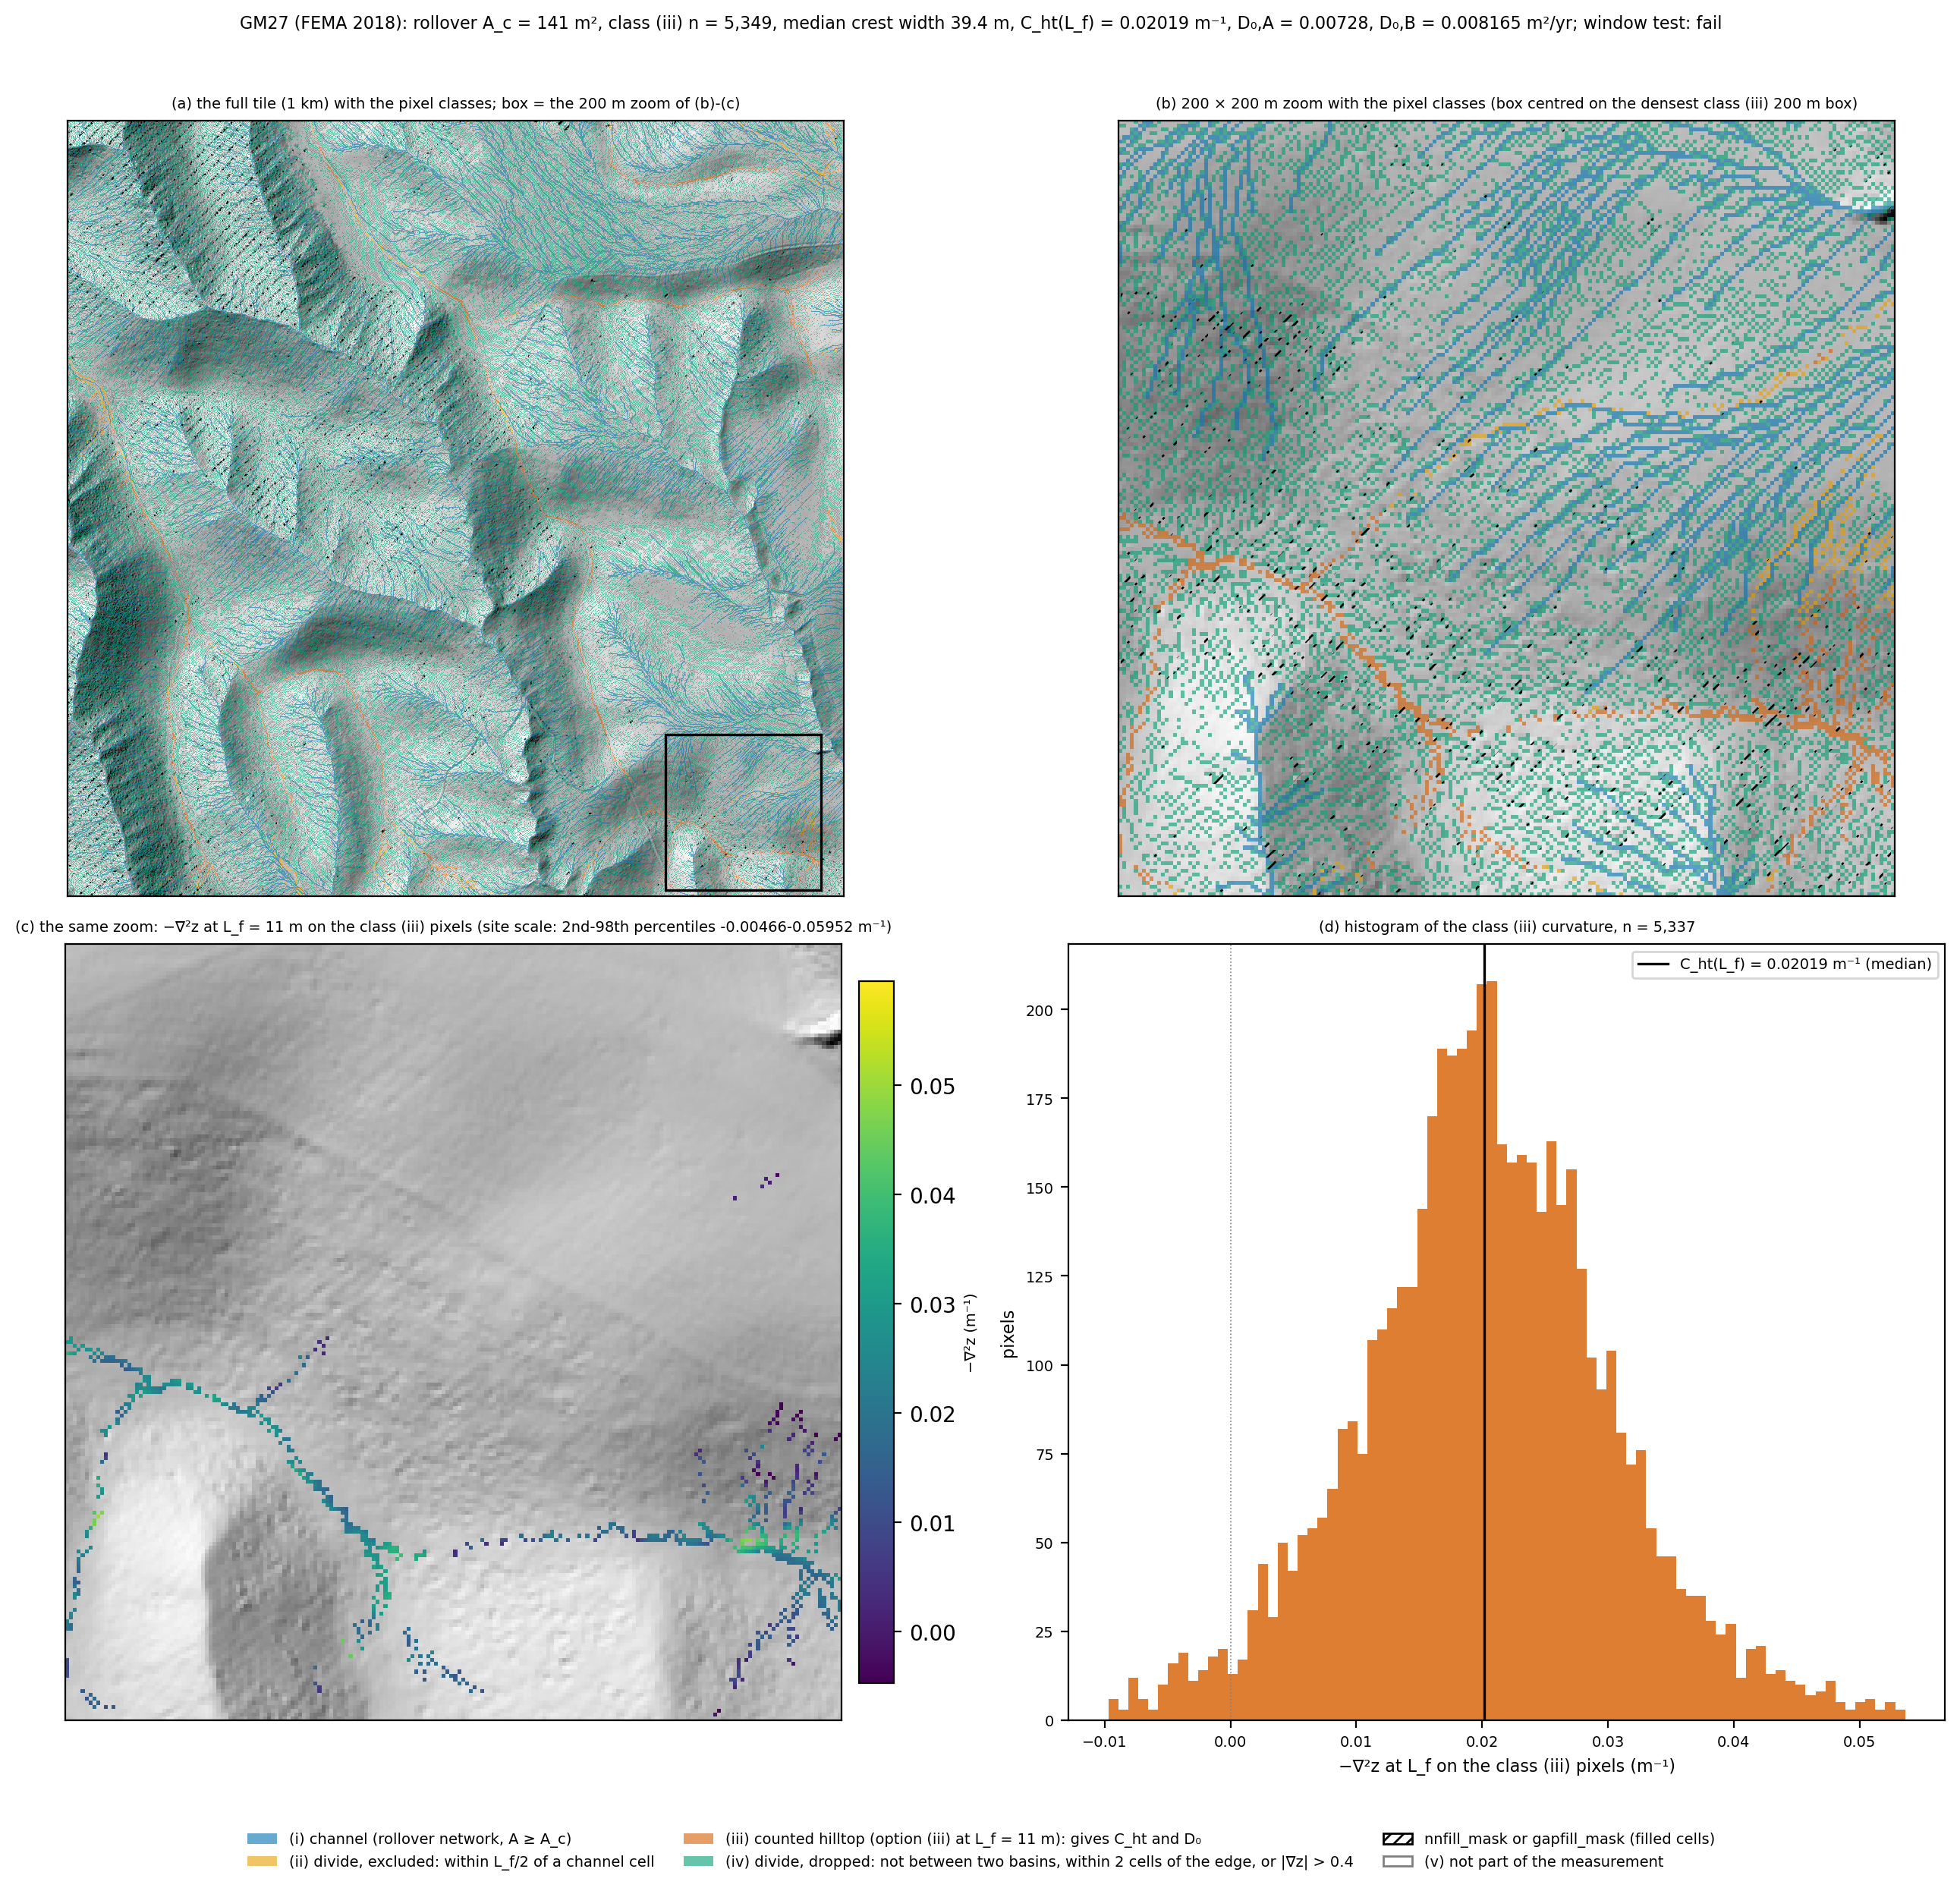 GM27 (FEMA 2018): rollover A_c = 141 m², class (iii) n = 5,349, median crest width 39.4 m, C_ht(L_f) = 0.02019 m⁻¹, D₀,A = 0.00728, D₀,B = 0.008165 m²/yr; window test: fail
(a) the full tile (1 km) with the pixel classes; box = the 200 m zoom of (b)-(c)
(b) 200 × 200 m zoom with the pixel classes (box centred on the densest class (iii) 200 m box)
(c) the same zoom: −∇²z at L_f = 11 m on the class (iii) pixels (site scale: 2nd-98th percentiles -0.00466-0.05952 m⁻¹)
0.05
0.04
0.03
0.02
0.01
0.00
−∇²z (m⁻¹)
(d) histogram of the class (iii) curvature, n = 5,337
C_ht(L_f) = 0.02019 m⁻¹ (median)
200
175
150
125
100
75
50
25
0
pixels
−0.01
0.00
0.01
0.02
0.03
0.04
0.05
−∇²z at L_f on the class (iii) pixels (m⁻¹)
(i) channel (rollover network, A ≥ A_c)
(ii) divide, excluded: within L_f/2 of a channel cell
(iii) counted hilltop (option (iii) at L_f = 11 m): gives C_ht and D₀
(iv) divide, dropped: not between two basins, within 2 cells of the edge, or |∇z| > 0.4
nnfill_mask or gapfill_mask (filled cells)
(v) not part of the measurement